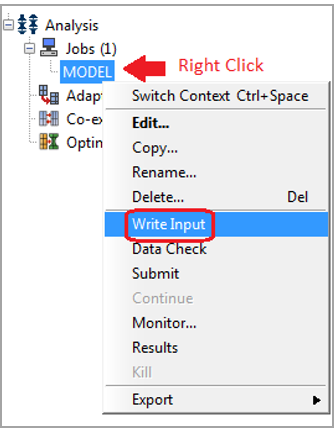 Analysis
Jobs (1)
MODEL
Right Click
Adap
Switch Context Ctrl+Space
Co-ex
Edit...
Optin
Copy...
Rename...
Delete... Del
Write Input
Data Check
Submit
Continue
Monitor...
Results
Kill
Export